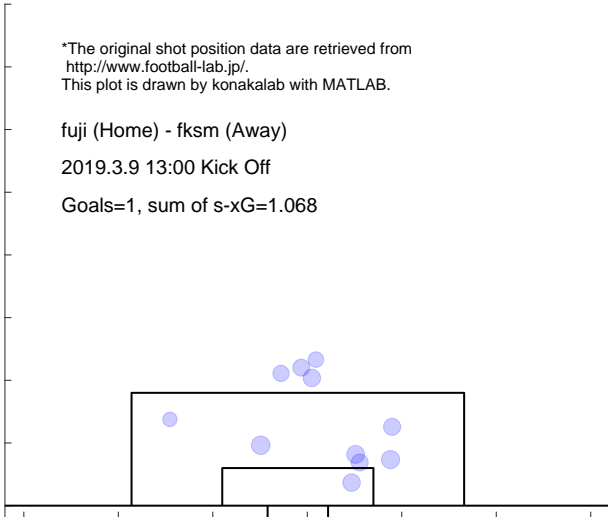 *The original shot position data are retrieved from
http://www.football-lab.jp/.
This plot is drawn by konakalab with MATLAB.
fuji (Home) - fksm (Away)
2019.3.9 13:00 Kick Off
Goals=1, sum of s-xG=1.068